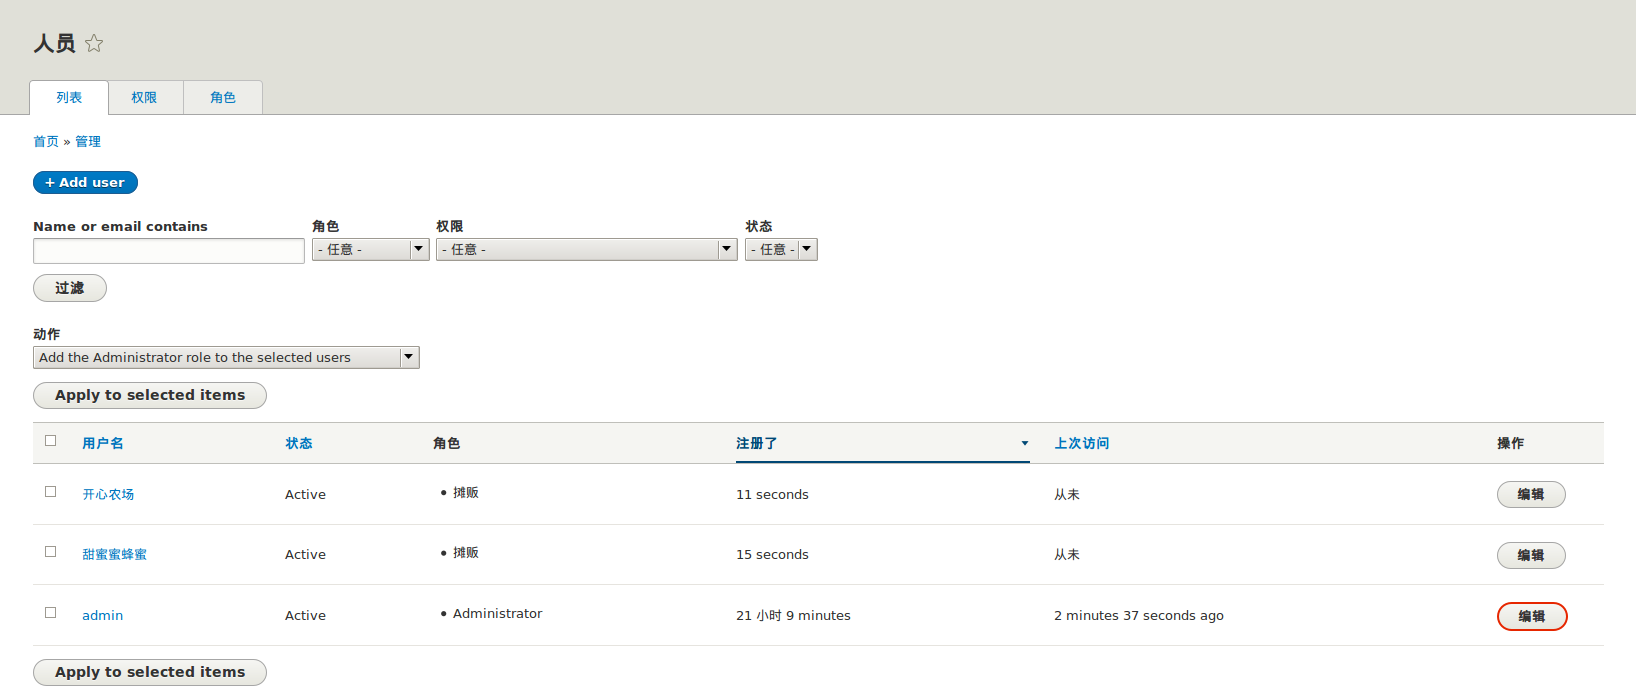 人员
列表 权限 角色
首页 » 管理
+ Add user
Name or email contains 角色 权限 状态
- 任意 - - 任意 - - 任意 -
过滤
动作
Add the Administrator role to the selected users
Apply to selected items
用户名 状态 角色 注册了 上次访问 操作
开心农场 Active • 摊贩 11 seconds 从未 编辑
甜蜜蜜蜂蜜 Active • 摊贩 15 seconds 从未 编辑
admin Active • Administrator 21 小时 9 minutes 2 minutes 37 seconds ago 编辑
Apply to selected items